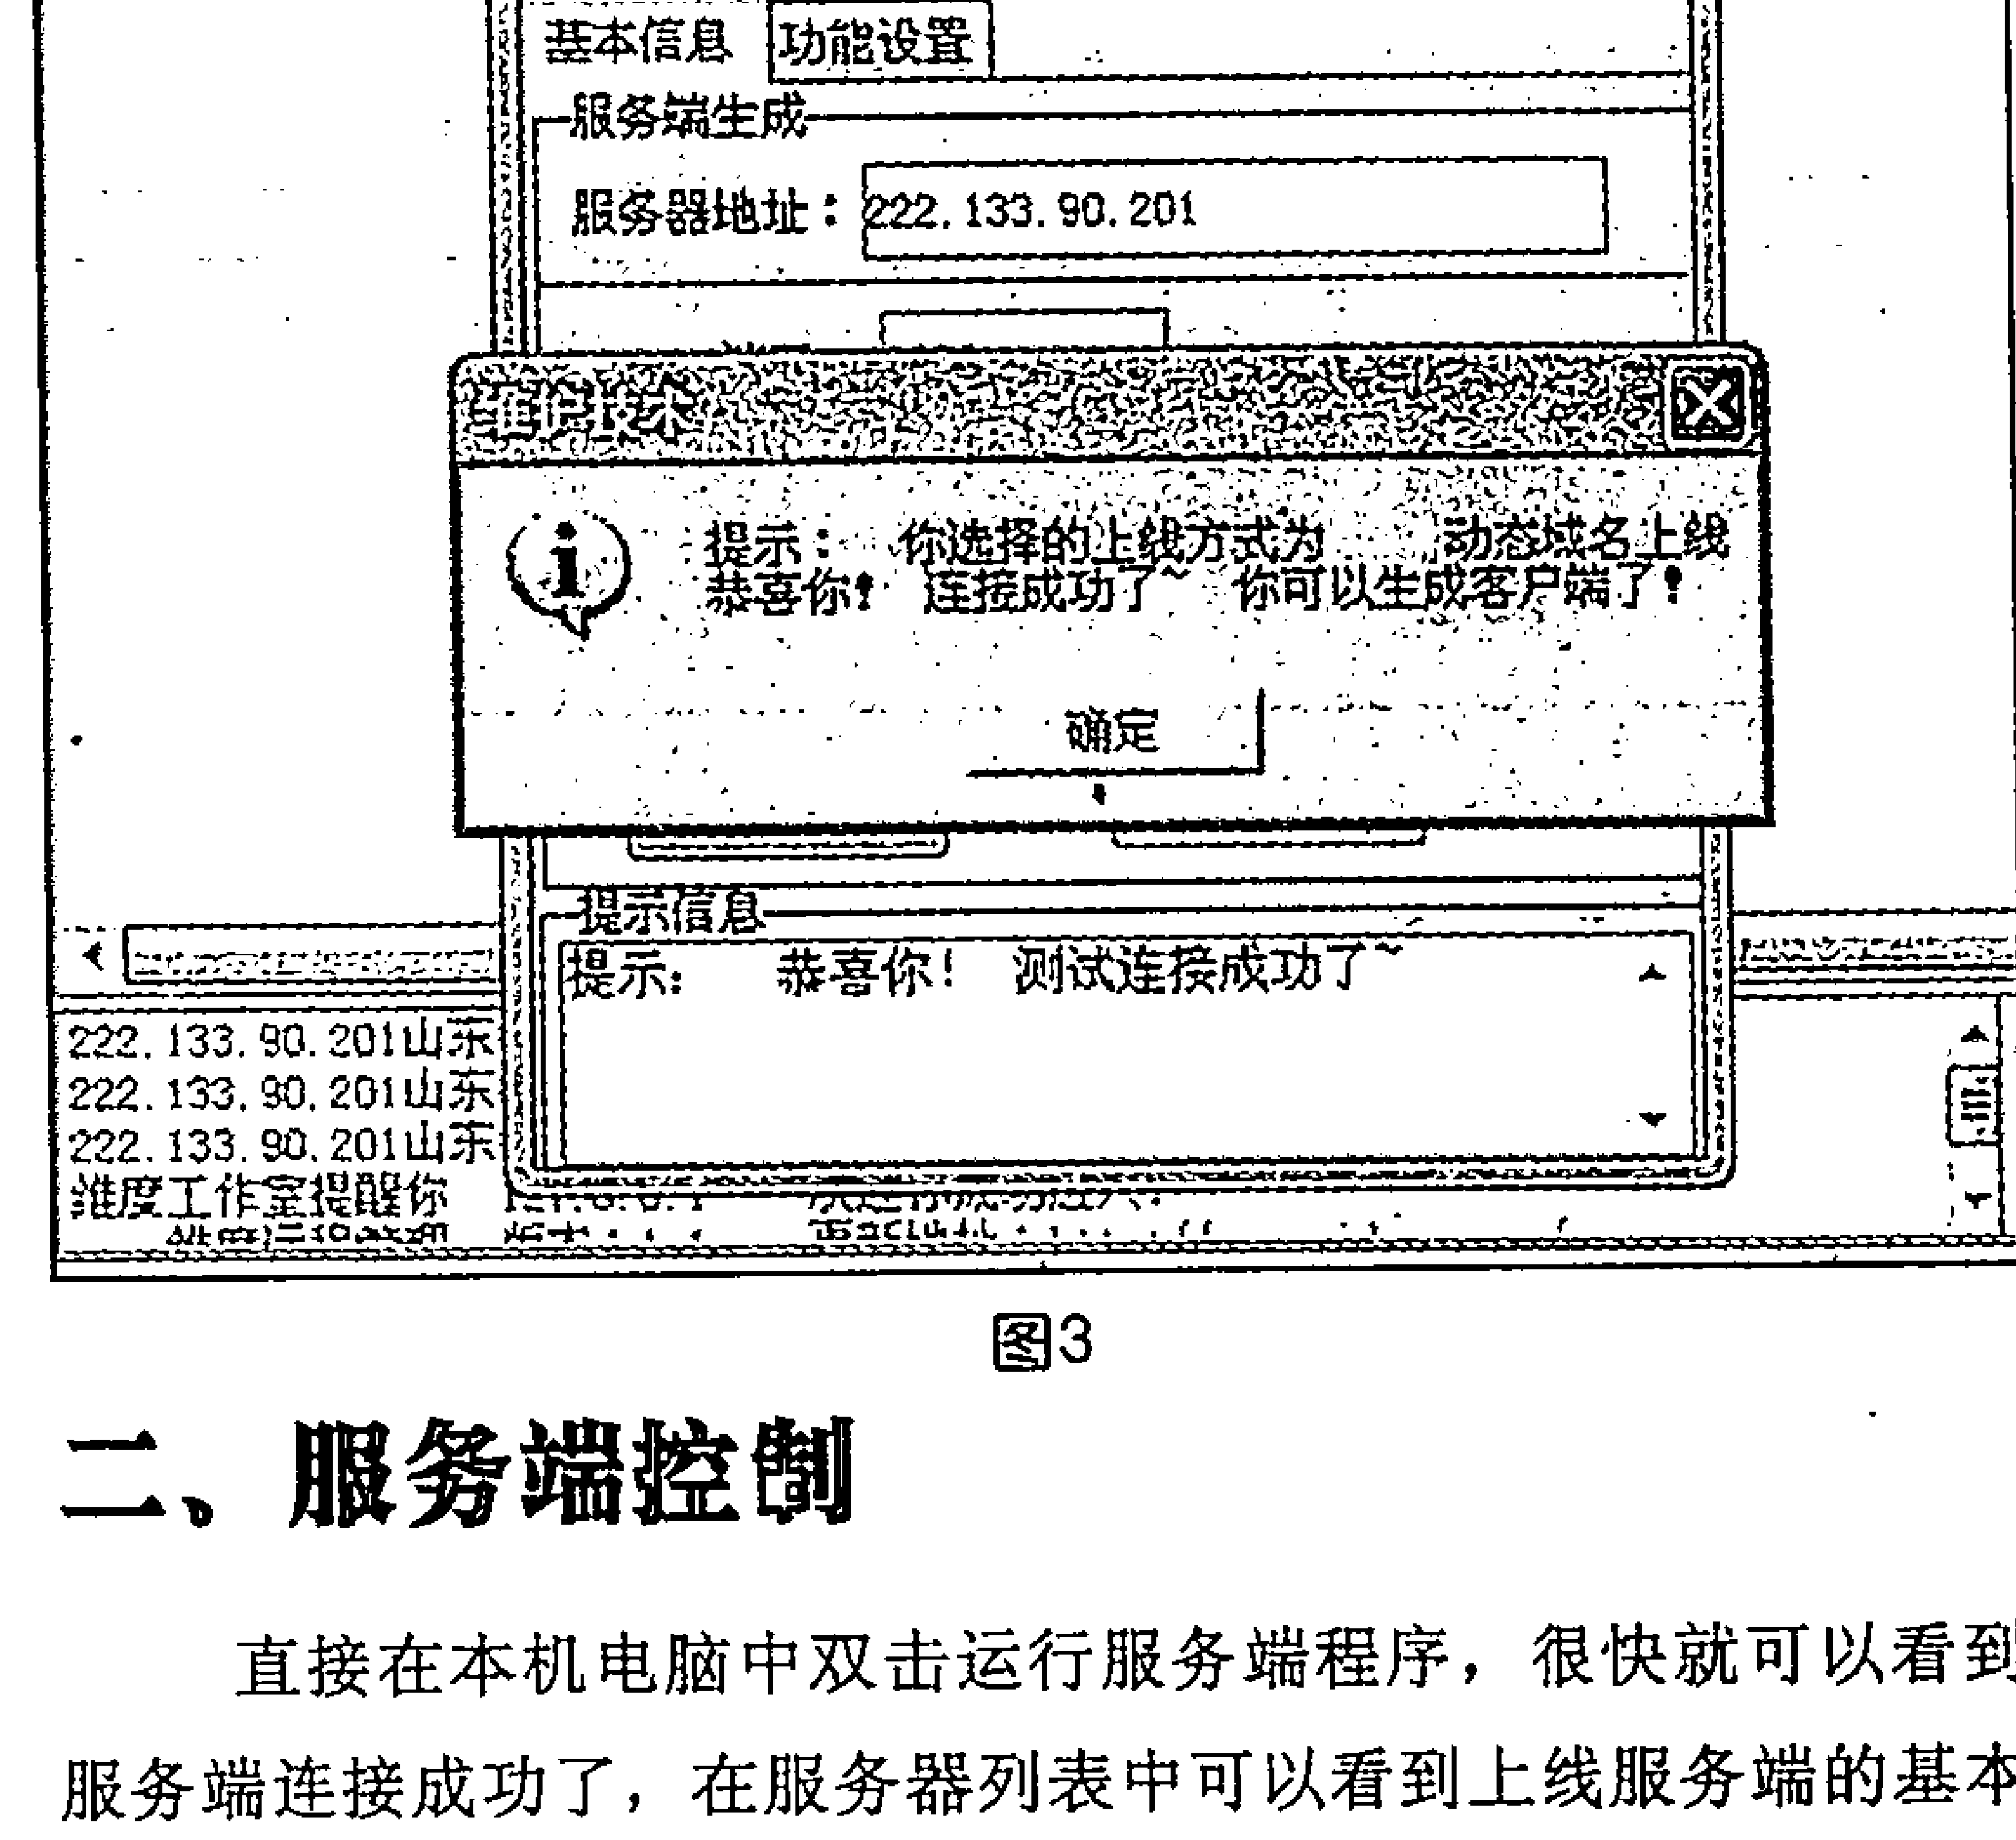 基本信息 功能设置
服务端生成
服务器地址：222.133.90.201
提示： 你选择的上线方式为 动态域名上线
恭喜你！ 连接成功了~ 你可以生成客户端了！
确定
提示信息
提示： 恭喜你！ 测试连接成功了~
222.133.90.201山东
222.133.90.201山东
222.133.90.201山东
维度工作室提醒你
图3
二、服务端控制
直接在本机电脑中双击运行服务端程序，很快就可以看到
服务端连接成功了，在服务器列表中可以看到上线服务端的基本